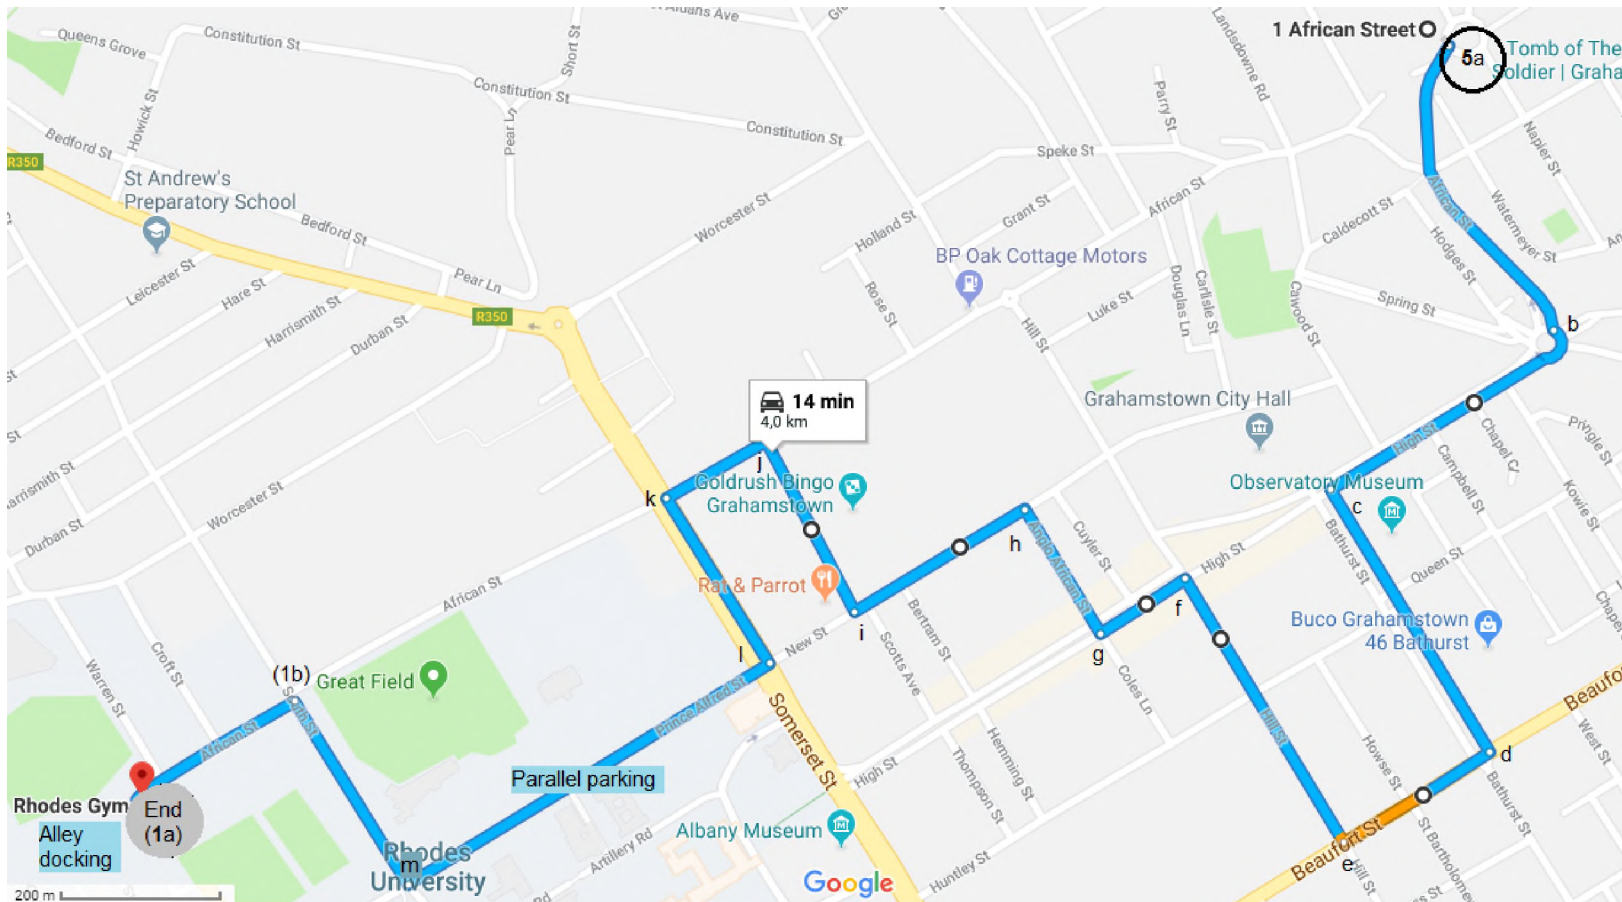 Queens Grove
Constitution St
Short St
1 African Street
5a
Tomb of The
Soldier | Graha
Landsdowne Rd
Howick St
Constitution St
Pear Ln
Constitution St
Parry St
Napier St
Bedford St
R350
Speke St
St Andrew's
Preparatory School
Worcester St
Grant St
African St
African St
Watermeyer St
Bedford St
Holland St
Caldecott St
Hodges St
BP Oak Cottage Motors
Leicester St
Pear Ln
Hare St
Rose St
Luke St
Douglas Ln
Carlisle St
Cawood St
Spring St
b
R350
Harrismith St
Durban St
Hill St
14 min
4,0 km
Grahamstown City Hall
High St
Chapel C/
Pringle St
j
Goldrush Bingo
Grahamstown
k
Observatory Museum
Campbell St
Kowie St
c
Worcester St
Durban St
h
Anglo African St
Cuyler St
Bathurst St
High St
Queen St
Rat & Parrot
African St
f
i
Bertram St
New St
Scotts Ave
g
Buco Grahamstown
46 Bathurst
l
Croft St
Warren St
(1b)
Great Field
Coles Ln
Prince Alfred St
Somerset St
Hill St
Beaufor
African St
Howse St
West St
d
Hemming St
Thompson St
High St
Bathurst St
Parallel parking
Rhodes Gym
End
(1a)
Alley
docking
Albany Museum
Artillery Rd
Beaufort St
St Bartholomew
e
Rhodes
University
m
Huntley St
Hill St
Google
200 m